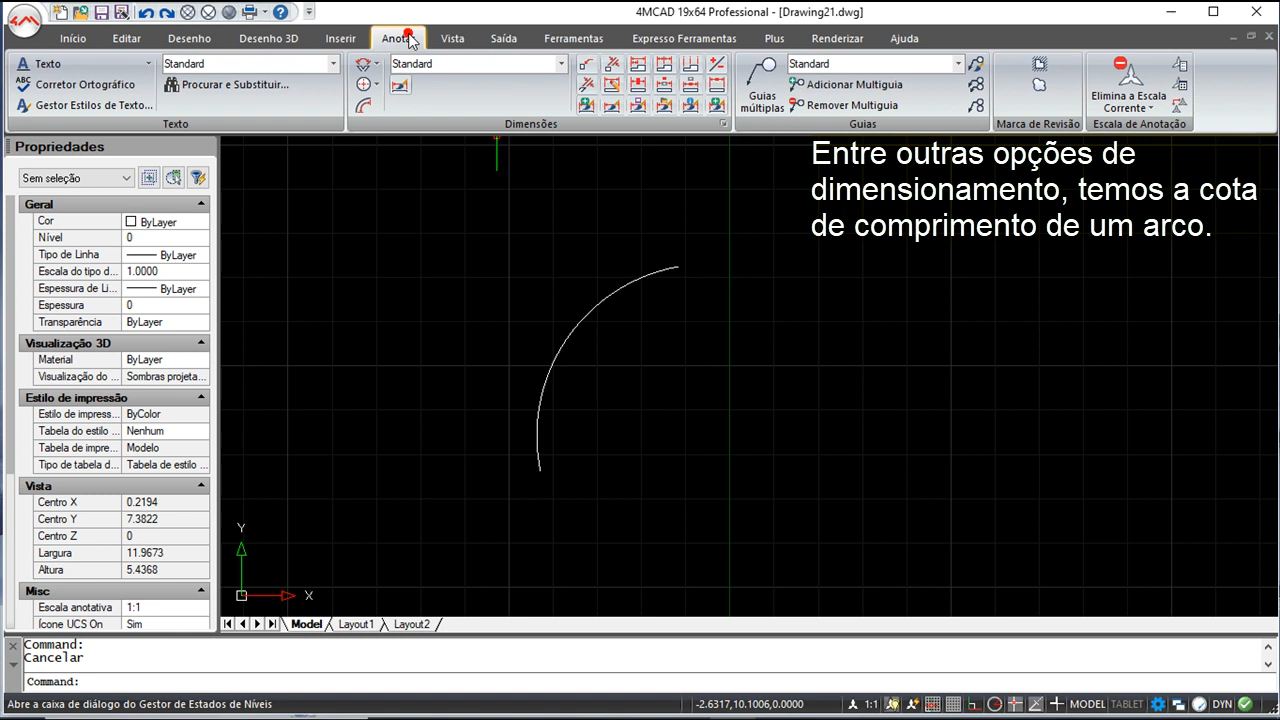 4MCAD 19x64 Professional - [Drawing21.dwg]
Início Editar Desenho Desenho 3D Inserir Vista Saída Ferramentas Expresso Ferramentas Plus Renderizar Ajuda
Texto Standard Standard Standard
Corretor Ortográfico Procurar e Substituir... Adicionar Multiguia
Gestor Estilos de Texto... Guias múltiplas Remover Multiguia Elimina a Escala Corrente
Texto Dimensões Guias Marca de Revisão Escala de Anotação
Propriedades
Entre outras opções de
dimensionamento, temos a cota
de comprimento de um arco.
Sem seleção
Geral
Cor ByLayer
Nível 0
Tipo de Linha ByLayer
Escala do tipo d... 1.0000
Espessura de Li... ByLayer
Espessura 0
Transparência ByLayer
Visualização 3D
Material ByLayer
Visualização do Sombras projeta...
Estilo de impressão
Estilo de impress... ByColor
Tabela do estilo Nenhum
Tabela de impre... Modelo
Tipo de tabela d... Tabela de estilo ...
Vista
Centro X 0.2194
Centro Y 7.3822
Centro Z 0
Largura 11.9673
Altura 5.4368
Misc
Escala anotativa 1:1
Ícone UCS On Sim
Y
X
Model Layout1 Layout2
Command:
Cancelar
Command:
Abre a caixa de diálogo do Gestor de Estados de Níveis -2.6317,10.1006,0.0000 1:1 MODEL TABLET DYN